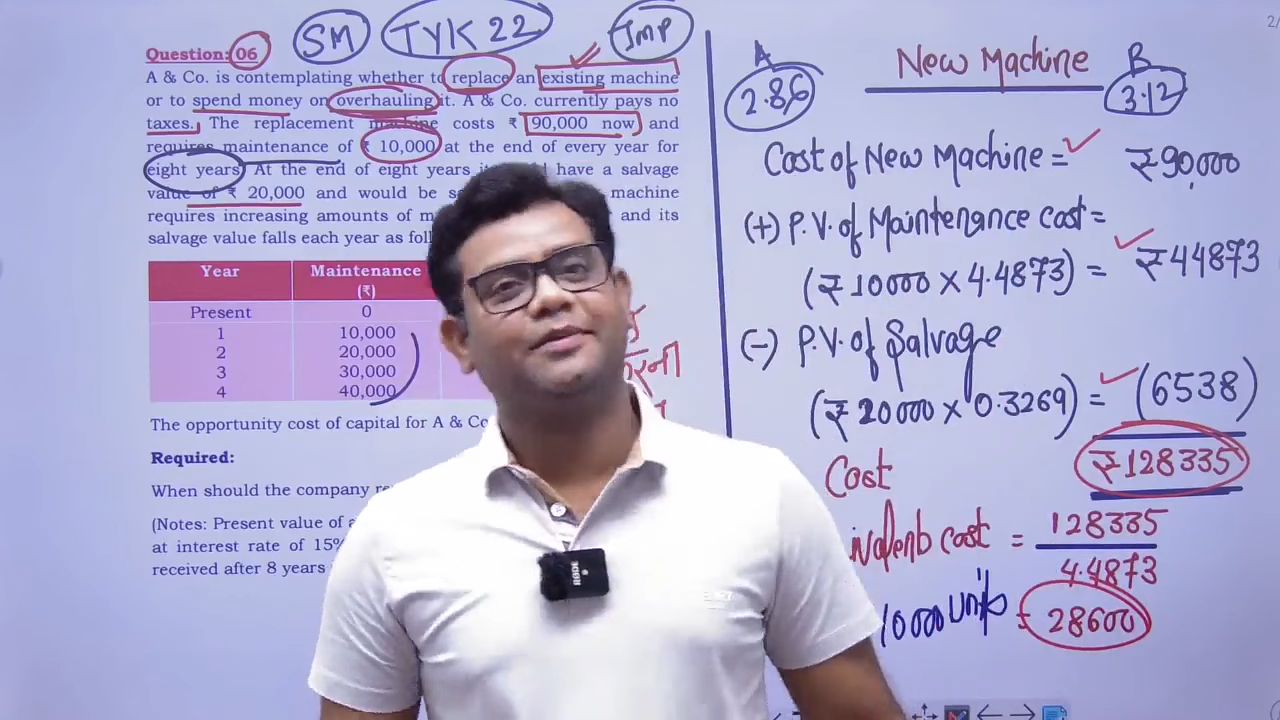 SM TYK 22 Imp
Question: 06
A & Co. is contemplating whether to replace an existing machine
or to spend money on overhauling it. A & Co. currently pays no
taxes. The replacement machine costs ₹ 90,000 now and
requires maintenance of ₹ 10,000 at the end of every year for
eight years. At the end of eight years it have a salvage
value of ₹ 20,000 and would be machine
requires increasing amounts of and its
salvage value falls each year as
Year Maintenance
(₹)
Present 0
1 10,000
2 20,000
3 30,000
4 40,000
The opportunity cost of capital for A & Co
Required:
When should the company
(Notes: Present value of
at interest rate of 15%
received after 8 years
A New Machine B
2.86 3.12
Cost of New Machine = ₹90,000
(+) P.V. of Maintenance cost =
(₹10000 × 4.4873) = ₹44873
(-) P.V. of Salvage
(₹20000 × 0.3269) = (6538)
Cost ₹128335
ivalent cost = 128335
4.4873
10000 units = 28600